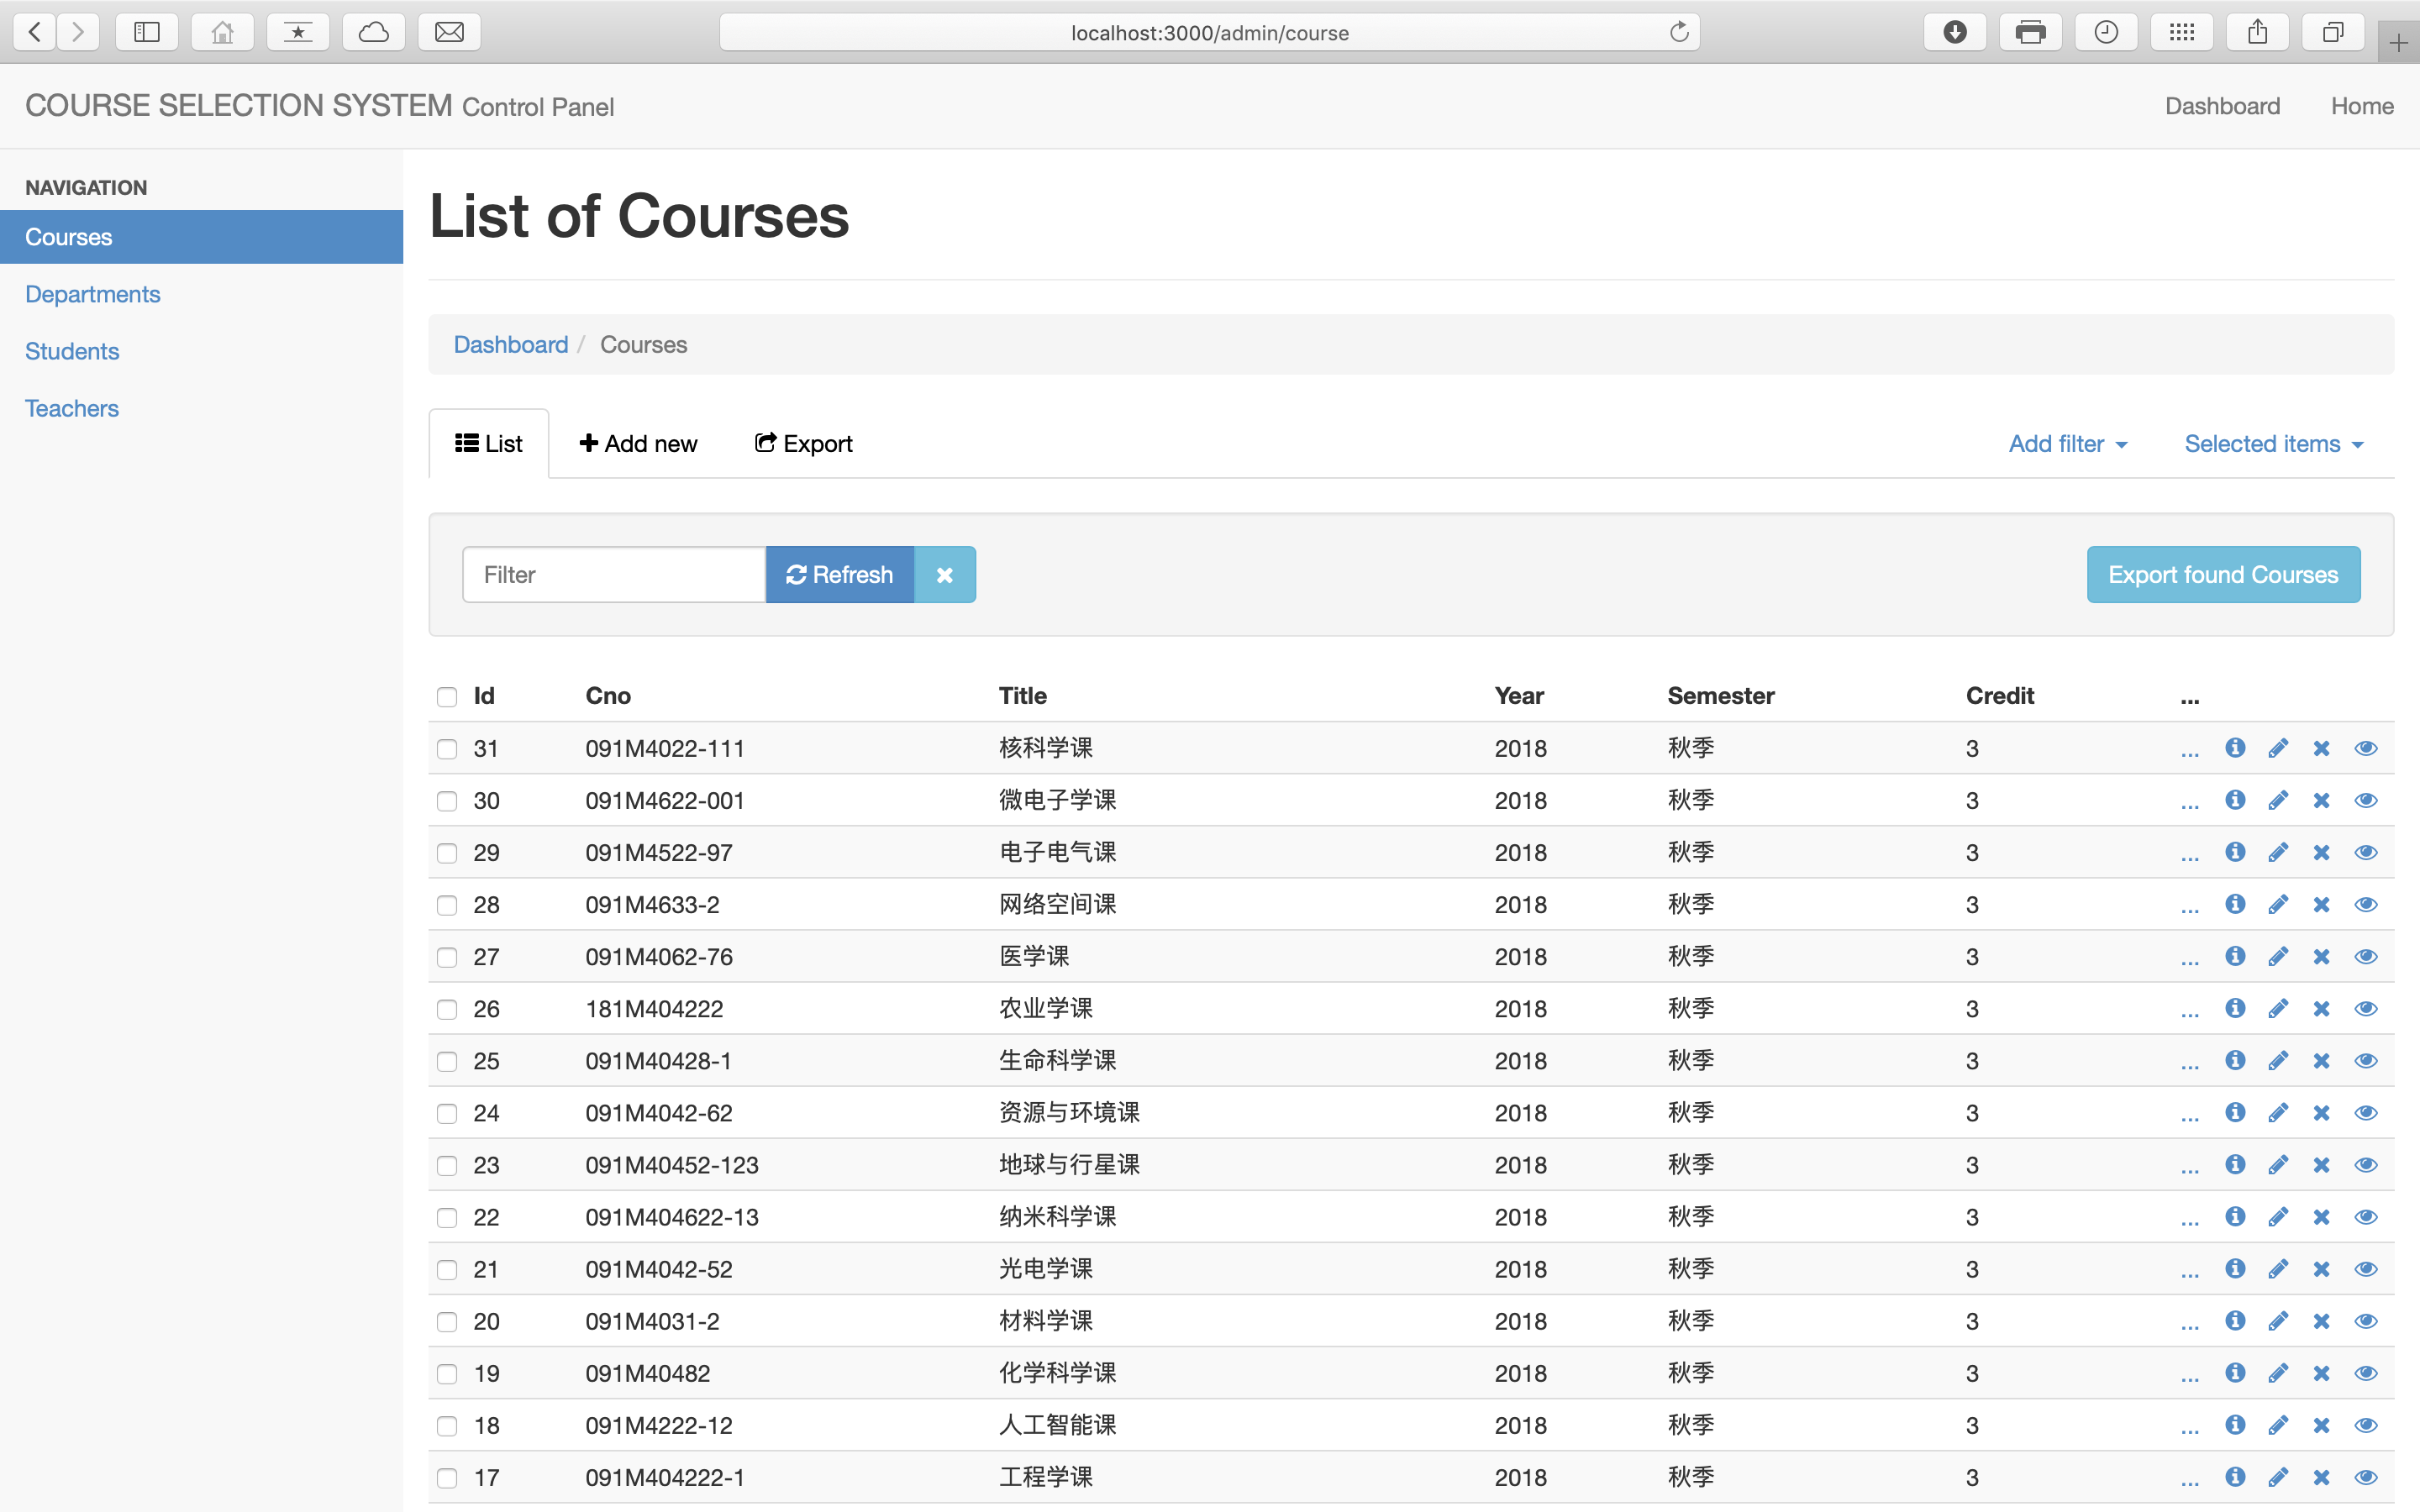 localhost:3000/admin/course
COURSE SELECTION SYSTEM Control Panel Dashboard Home
NAVIGATION
Courses
Departments
Students
Teachers
List of Courses
Dashboard / Courses
List Add new Export Add filter Selected items
Filter Refresh Export found Courses
Id Cno Title Year Semester Credit ...
31 091M4022-111 核科学课 2018 秋季 3 ...
30 091M4622-001 微电子学课 2018 秋季 3 ...
29 091M4522-97 电子电气课 2018 秋季 3 ...
28 091M4633-2 网络空间课 2018 秋季 3 ...
27 091M4062-76 医学课 2018 秋季 3 ...
26 181M404222 农业学课 2018 秋季 3 ...
25 091M40428-1 生命科学课 2018 秋季 3 ...
24 091M4042-62 资源与环境课 2018 秋季 3 ...
23 091M40452-123 地球与行星课 2018 秋季 3 ...
22 091M404622-13 纳米科学课 2018 秋季 3 ...
21 091M4042-52 光电学课 2018 秋季 3 ...
20 091M4031-2 材料学课 2018 秋季 3 ...
19 091M40482 化学科学课 2018 秋季 3 ...
18 091M4222-12 人工智能课 2018 秋季 3 ...
17 091M404222-1 工程学课 2018 秋季 3 ...